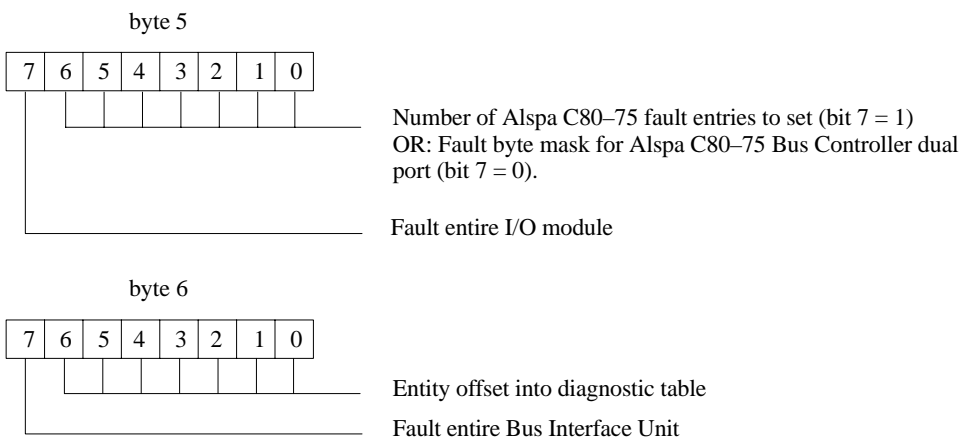 byte 5
7 6 5 4 3 2 1 0
Number of Alspa C80–75 fault entries to set (bit 7 = 1)
OR: Fault byte mask for Alspa C80–75 Bus Controller dual
port (bit 7 = 0).
Fault entire I/O module
byte 6
7 6 5 4 3 2 1 0
Entity offset into diagnostic table
Fault entire Bus Interface Unit